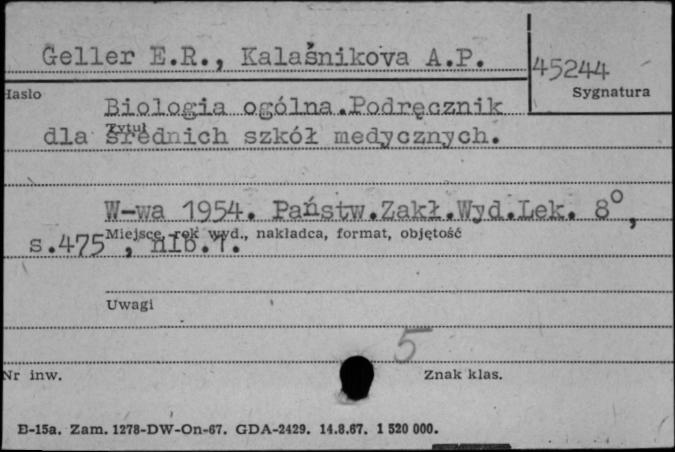 Geller E.R., Kalaśnikova A.P.
45244
Hasło
Sygnatura
Biologia ogólna.Podręcznik
Tytuł
dla średnich szkół medycznych.
W-wa 1954. Państw.Zakł.Wyd.Lek. 8°,
Miejsce, rok wyd., nakładca, format, objętość
s.475 , nlb.1.
Uwagi
5
Nr inw.
Znak klas.
B-15a. Zam. 1278-DW-On-67. GDA-2429. 14.8.67. 1 520 000.